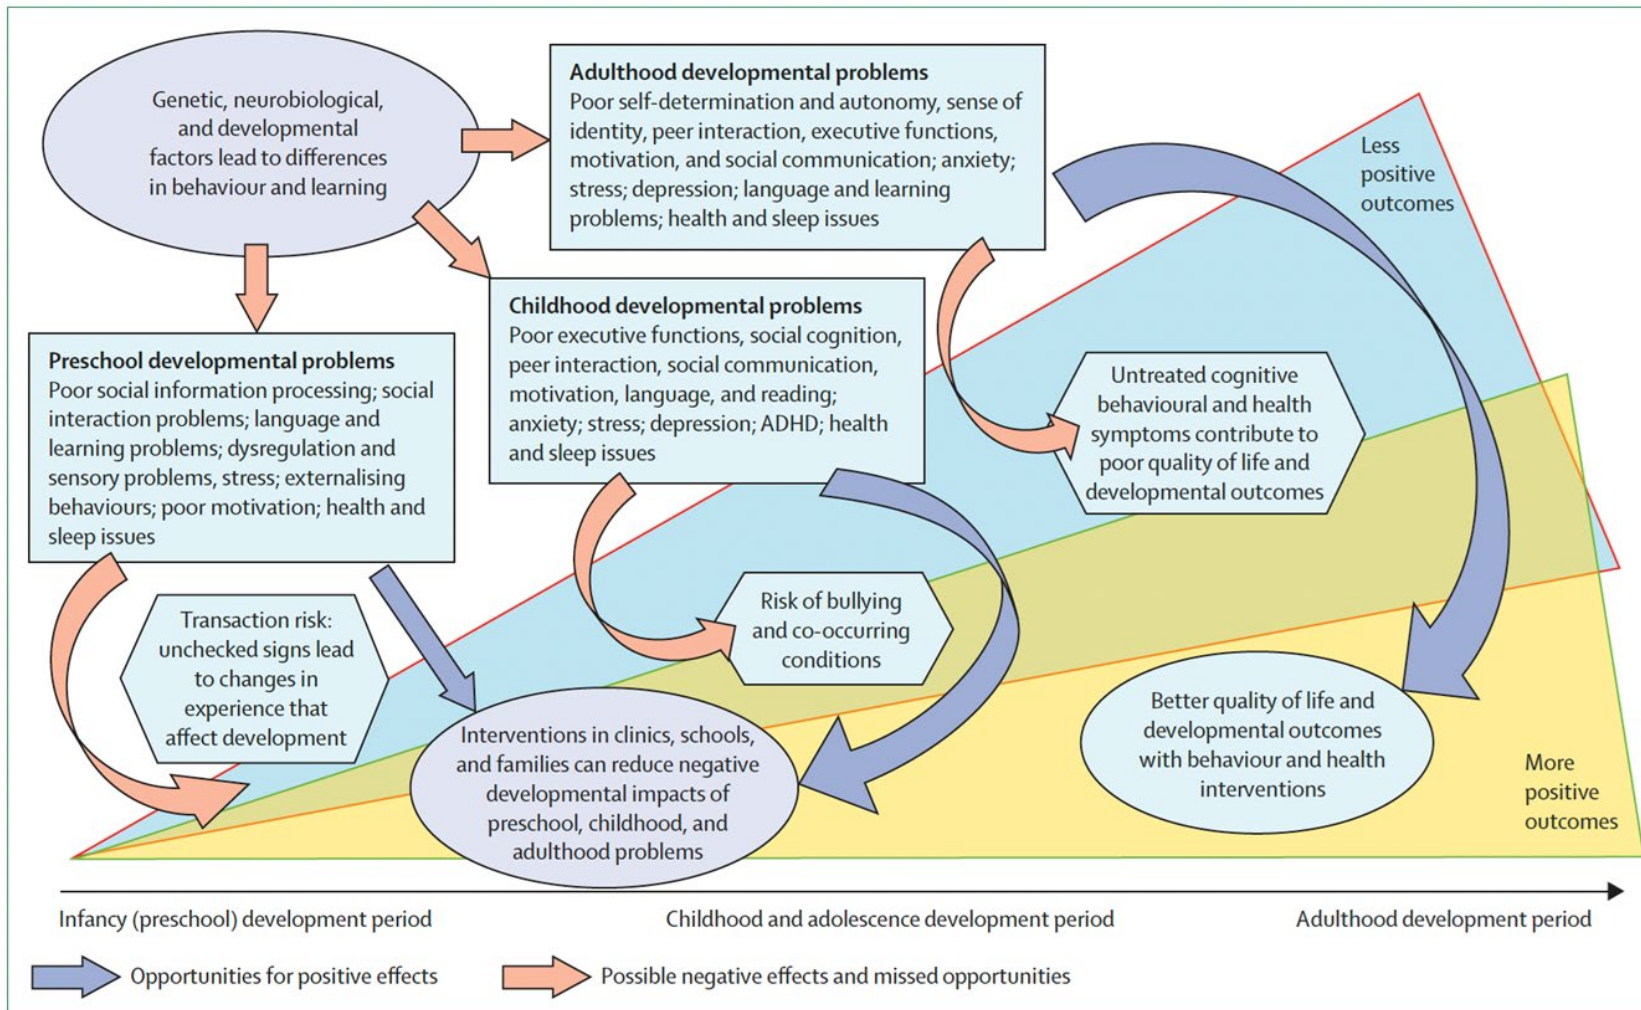 Genetic, neurobiological,
and developmental
factors lead to differences
in behaviour and learning
Adulthood developmental problems
Poor self-determination and autonomy, sense of
identity, peer interaction, executive functions,
motivation, and social communication; anxiety;
stress; depression; language and learning
problems; health and sleep issues
Less
positive
outcomes
Childhood developmental problems
Poor executive functions, social cognition,
peer interaction, social communication,
motivation, language, and reading;
anxiety; stress; depression; ADHD; health
and sleep issues
Preschool developmental problems
Poor social information processing; social
interaction problems; language and
learning problems; dysregulation and
sensory problems, stress; externalising
behaviours; poor motivation; health and
sleep issues
Untreated cognitive
behavioural and health
symptoms contribute to
poor quality of life and
developmental outcomes
Transaction risk:
unchecked signs lead
to changes in
experience that
affect development
Risk of bullying
and co-occurring
conditions
Interventions in clinics, schools,
and families can reduce negative
developmental impacts of
preschool, childhood, and
adulthood problems
Better quality of life and
developmental outcomes
with behaviour and health
interventions
More
positive
outcomes
Infancy (preschool) development period
Childhood and adolescence development period
Adulthood development period
Opportunities for positive effects
Possible negative effects and missed opportunities